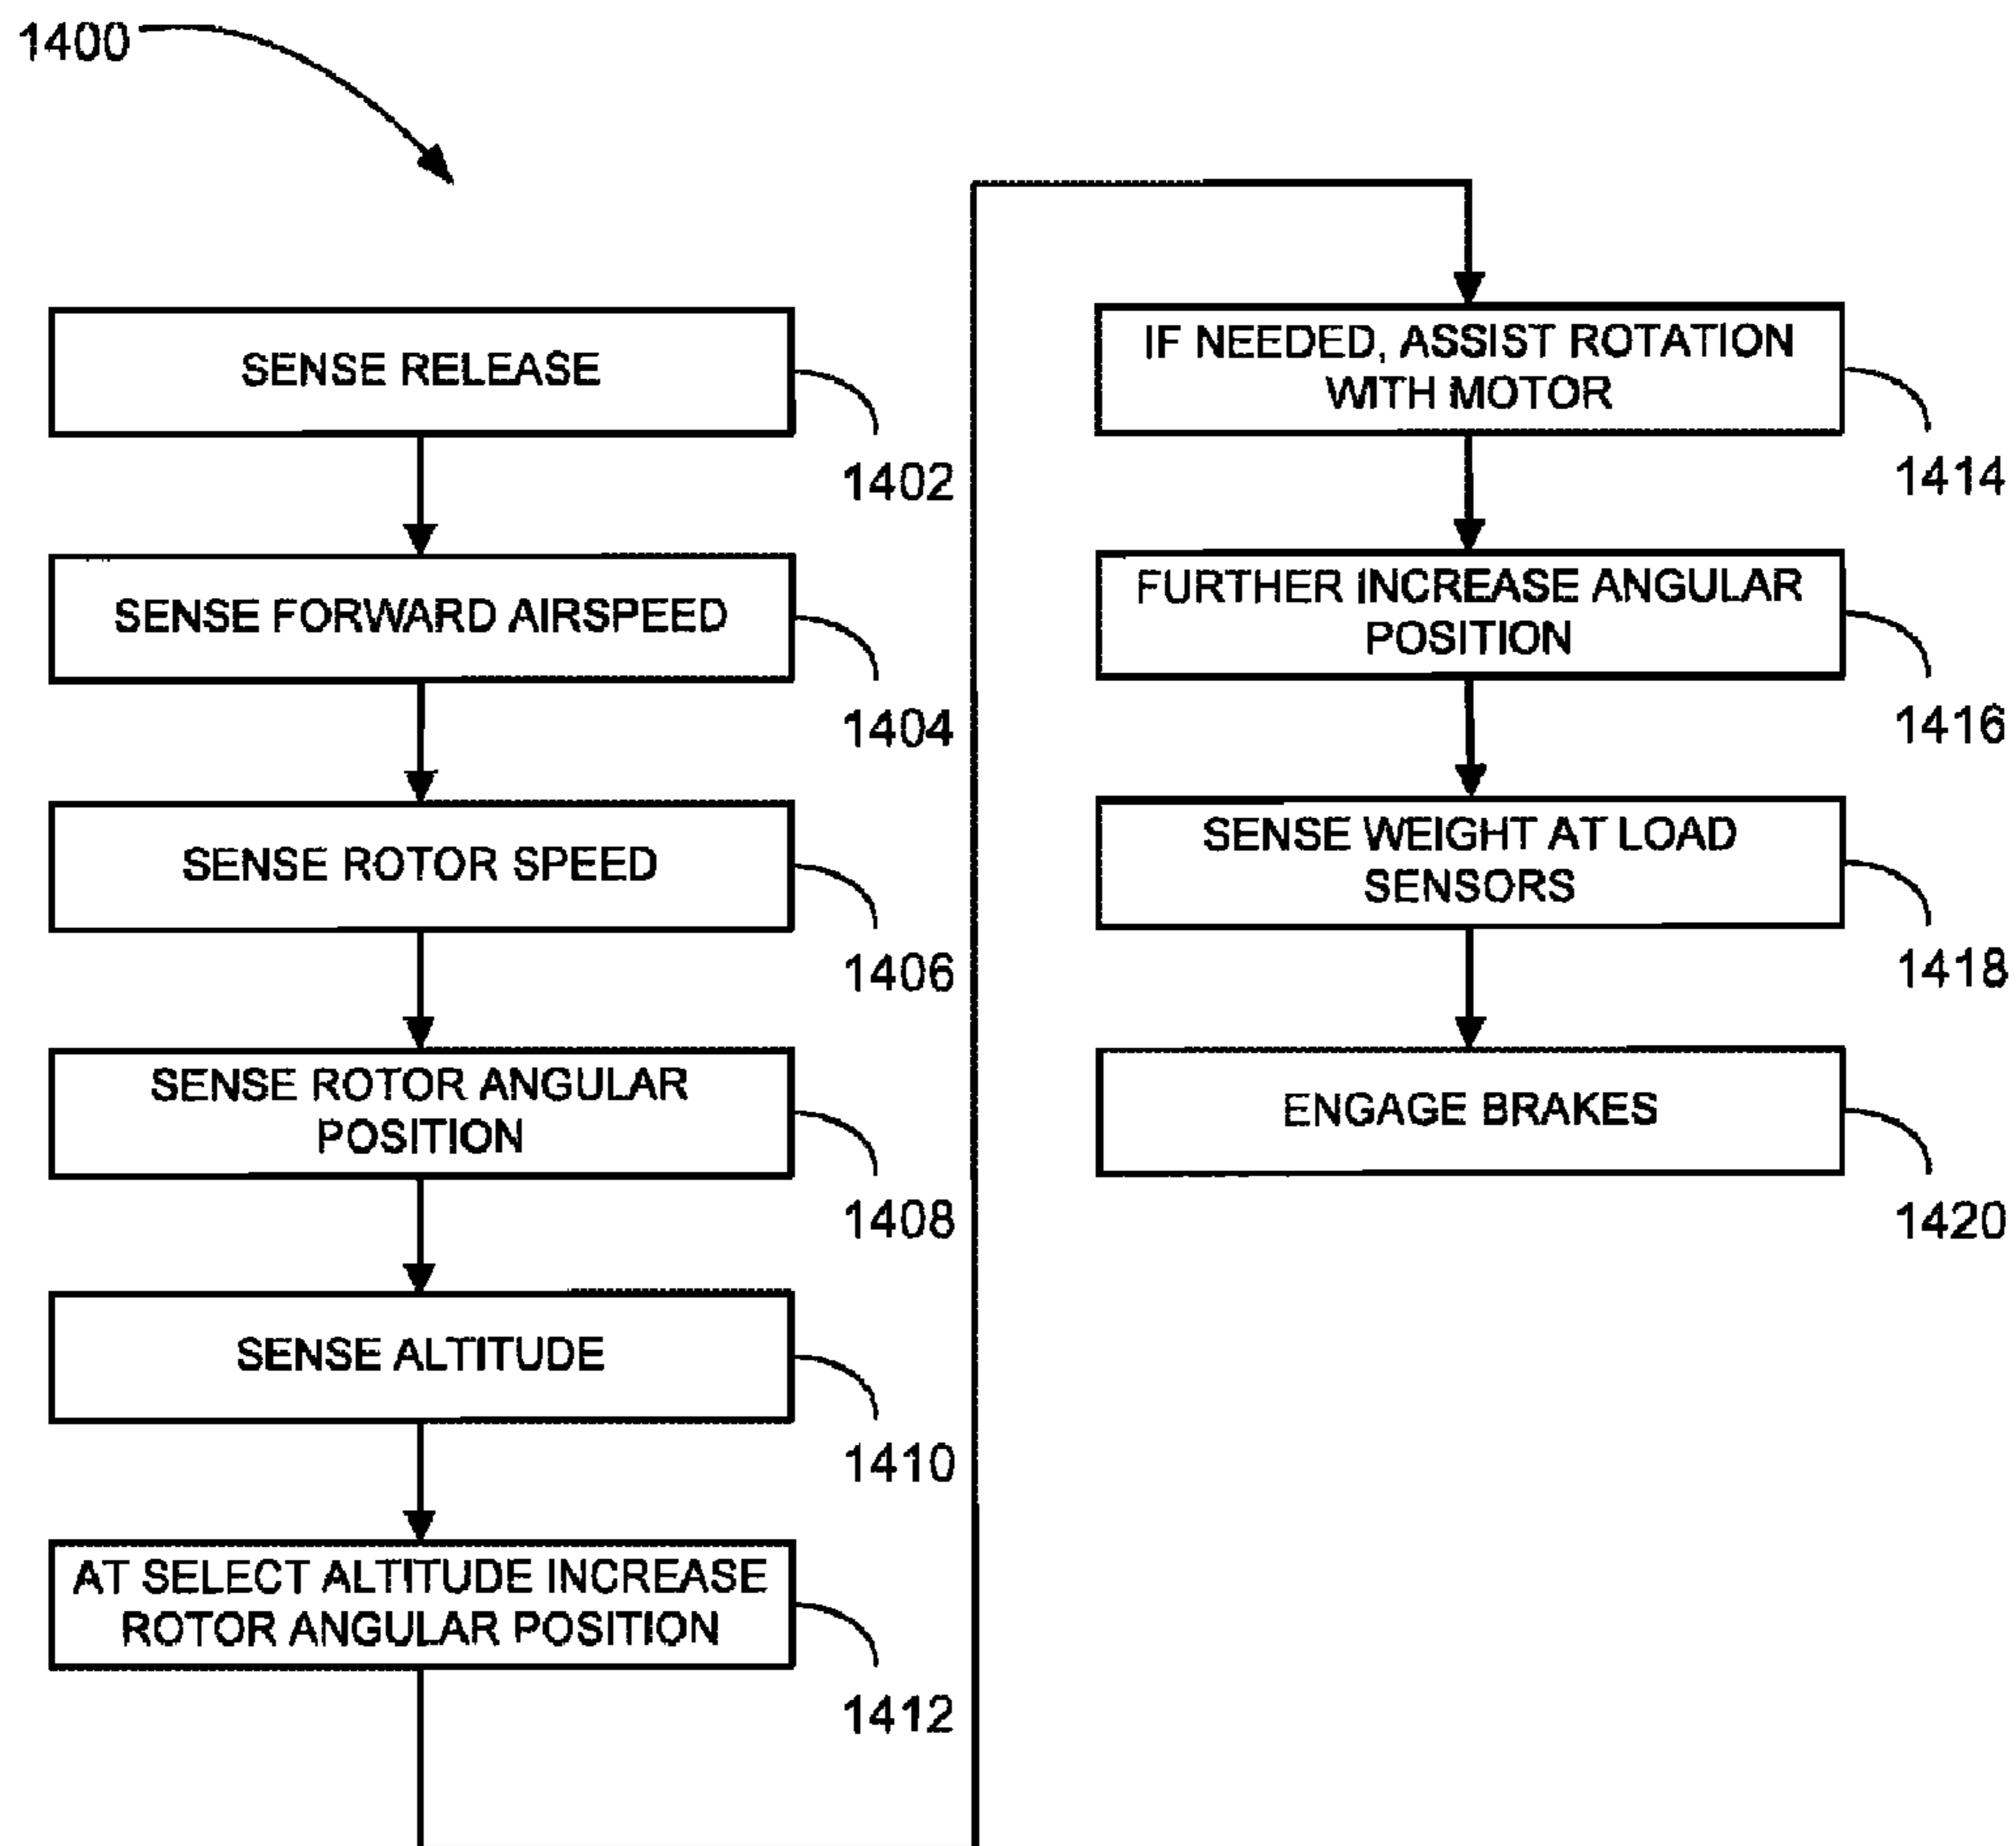 1400
SENSE RELEASE
1402
SENSE FORWARD AIRSPEED
1404
SENSE ROTOR SPEED
1406
SENSE ROTOR ANGULAR
POSITION
1408
SENSE ALTITUDE
1410
AT SELECT ALTITUDE INCREASE
ROTOR ANGULAR POSITION
1412
IF NEEDED, ASSIST ROTATION
WITH MOTOR
1414
FURTHER INCREASE ANGULAR
POSITION
1416
SENSE WEIGHT AT LOAD
SENSORS
1418
ENGAGE BRAKES
1420